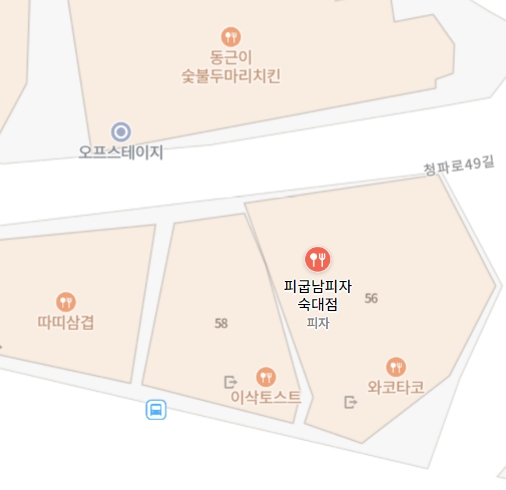 동근이
숯불두마리치킨
오프스테이지
청파로49길
피굽남피자
숙대점
피자
56
58
따띠삼겹
이삭토스트
와코타코